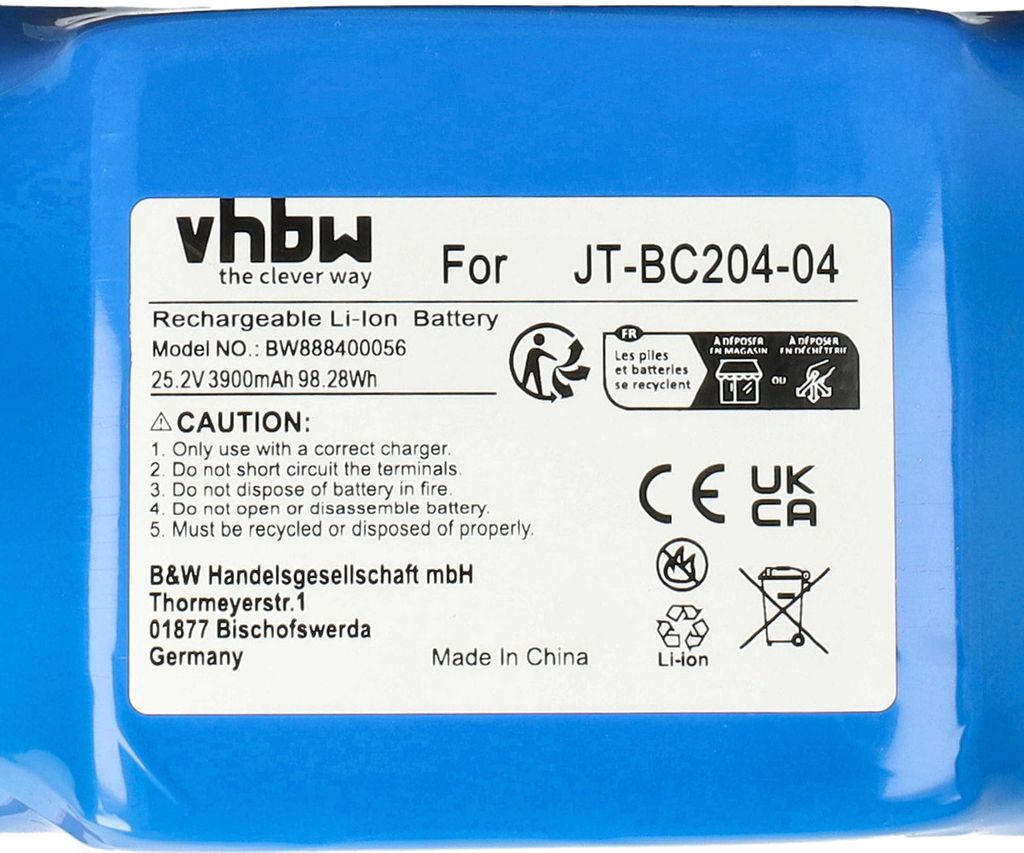 vhbw
the clever way
For JT-BC204-04
Rechargeable Li-Ion Battery
Model NO.: BW888400056
25.2V 3900mAh 98.28Wh
FR
Les piles
et batteries
se recyclent
À DÉPOSER
EN MAGASIN
OU
À DÉPOSER
EN DÉCHÈTERIE
⚠CAUTION:
1. Only use with a correct charger.
2. Do not short circuit the terminals.
3. Do not dispose of battery in fire.
4. Do not open or disassemble battery.
5. Must be recycled or disposed of properly.
CE
UK
CA
B&W Handelsgesellschaft mbH
Thormeyerstr.1
01877 Bischofswerda
Germany
Made In China
Li-ion